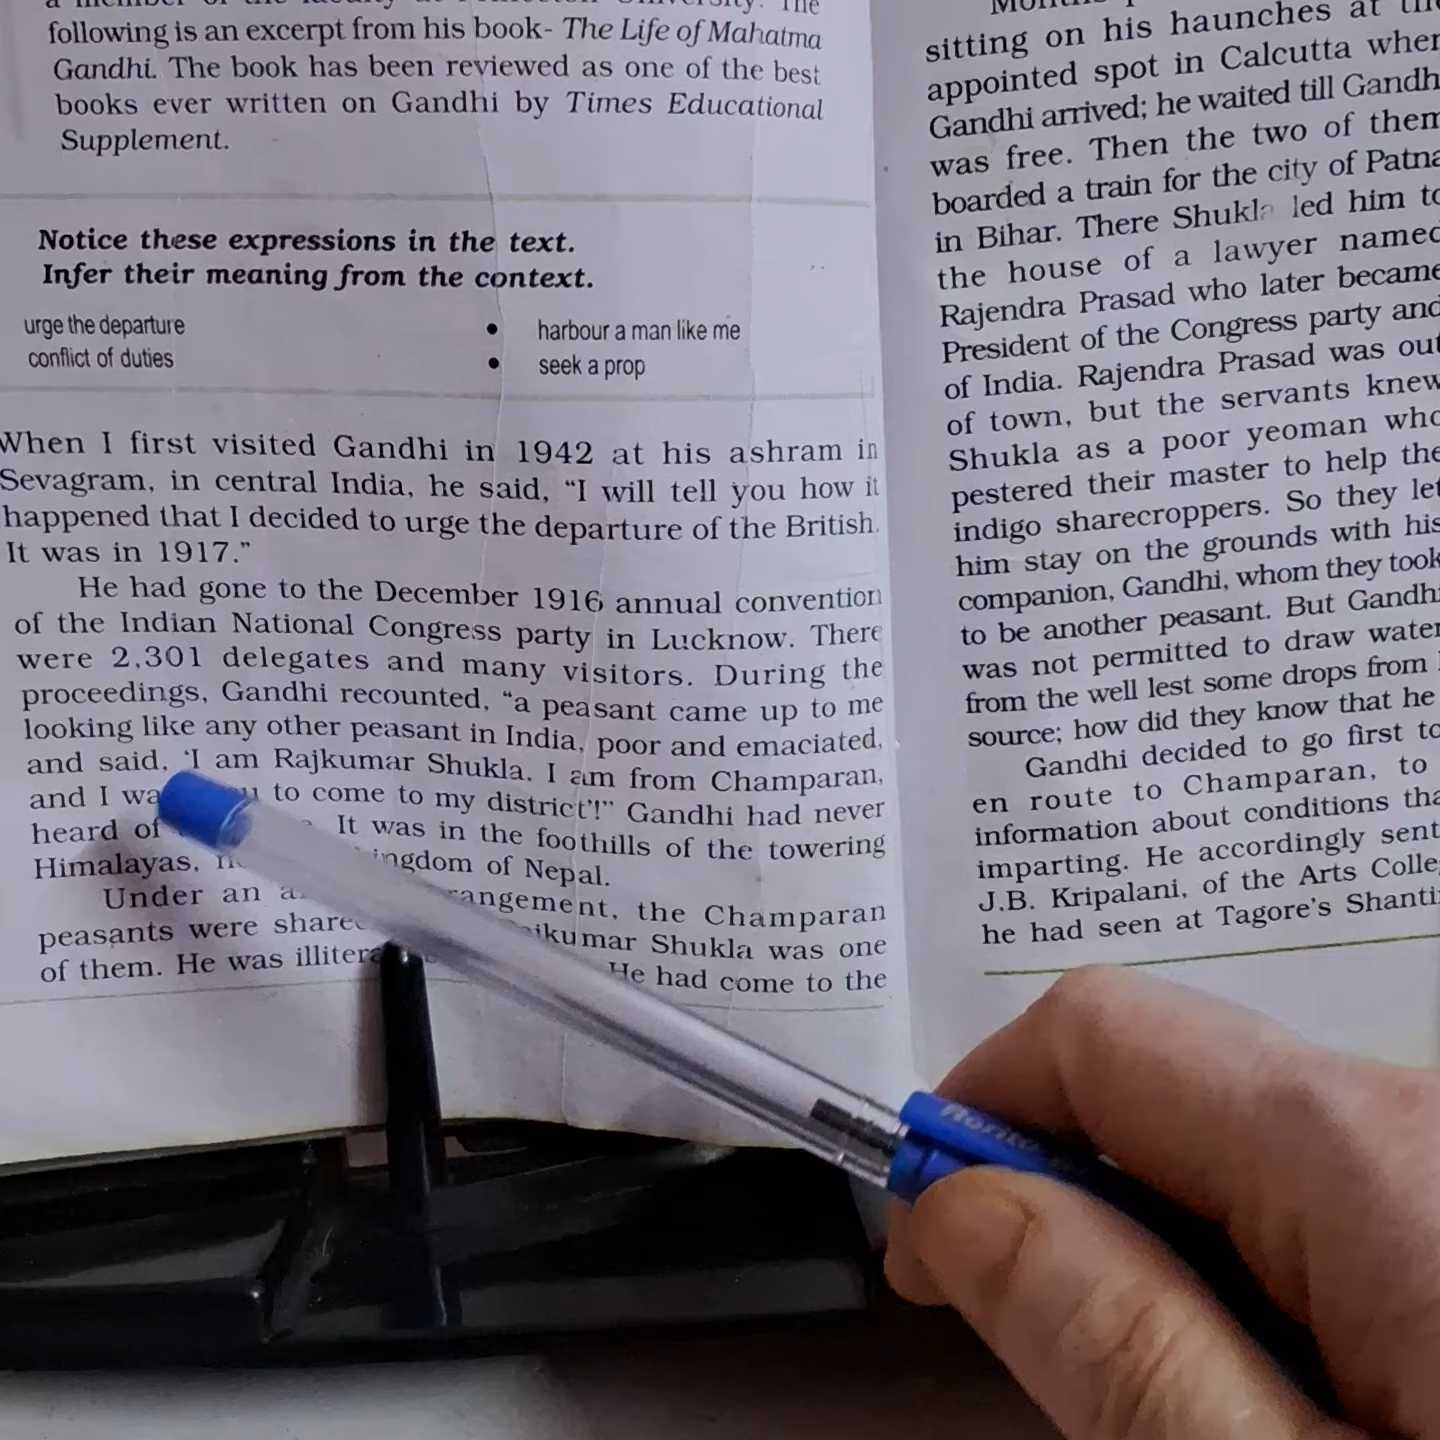 following is an excerpt from his book- The Life of Mahatma
Gandhi. The book has been reviewed as one of the best
books ever written on Gandhi by Times Educational
Supplement.
Notice these expressions in the text.
Infer their meaning from the context.
urge the departure
conflict of duties
• harbour a man like me
• seek a prop
When I first visited Gandhi in 1942 at his ashram in
Sevagram, in central India, he said, “I will tell you how it
happened that I decided to urge the departure of the British.
It was in 1917.”
He had gone to the December 1916 annual convention
of the Indian National Congress party in Lucknow. There
were 2,301 delegates and many visitors. During the
proceedings, Gandhi recounted, “a peasant came up to me
looking like any other peasant in India, poor and emaciated,
and said, ‘I am Rajkumar Shukla. I am from Champaran,
and I to come to my district’!” Gandhi had never
heard of It was in the foothills of the towering
Himalayas, kingdom of Nepal.
Under an arrangement, the Champaran
peasants were Rajkumar Shukla was one
of them. He was He had come to the
sitting on his haunches at
appointed spot in Calcutta
Gandhi arrived; he waited till
was free. Then the two of them
boarded a train for the city of Patna
in Bihar. There Shukla led him to
the house of a lawyer named
Rajendra Prasad who later became
President of the Congress party and
of India. Rajendra Prasad was out
of town, but the servants knew
Shukla as a poor yeoman who
pestered their master to help the
indigo sharecroppers. So they let
him stay on the grounds with his
companion, Gandhi, whom they took
to be another peasant. But Gandhi
was not permitted to draw water
from the well lest some drops from
source; how did they know that he
Gandhi decided to go first to
en route to Champaran, to
information about conditions
imparting. He accordingly sent
J.B. Kripalani, of the Arts
he had seen at Tagore’s